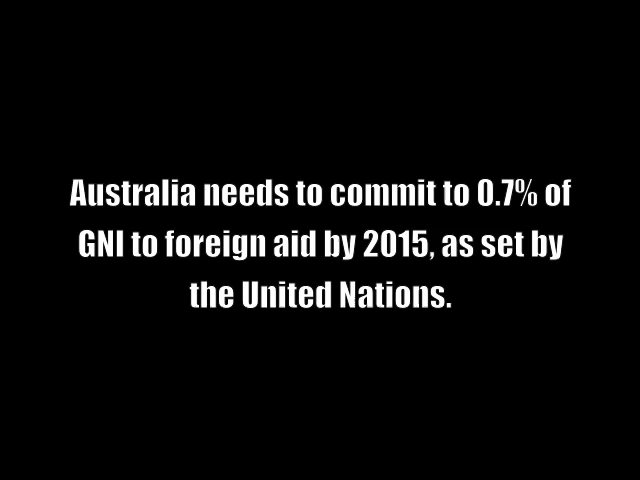 Australia needs to commit to 0.7% of
GNI to foreign aid by 2015, as set by
the United Nations.